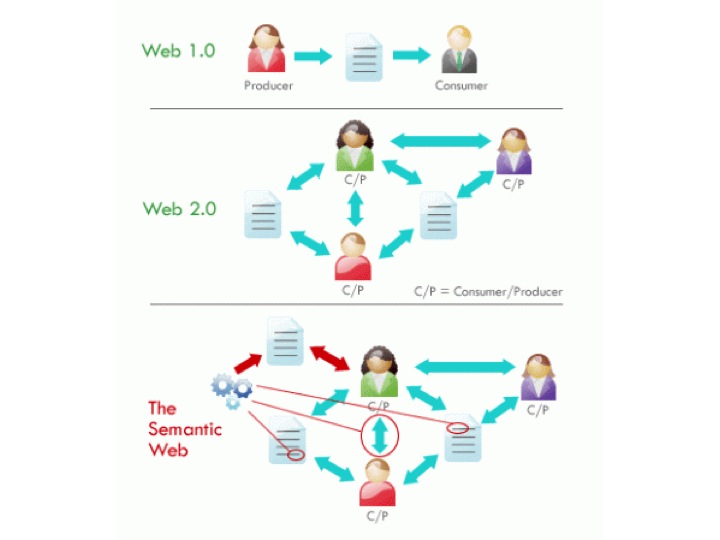 Web 1.0
Producer
Consumer
C/P
C/P
Web 2.0
C/P
C/P = Consumer/Producer
C/P
C/P
The
Semantic
Web
C/P